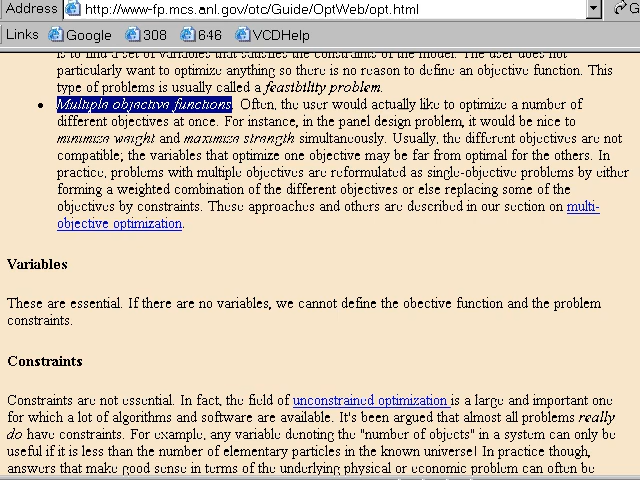 Address http://www-fp.mcs.anl.gov/otc/Guide/OptWeb/opt.html G
Links Google 308 646 VCDHelp
is to find a set of variables that satisfies the constraints of the model. The user does not
particularly want to optimize anything so there is no reason to define an objective function. This
type of problems is usually called a feasibility problem.
• Multiple objective functions. Often, the user would actually like to optimize a number of
different objectives at once. For instance, in the panel design problem, it would be nice to
minimize weight and maximize strength simultaneously. Usually, the different objectives are not
compatible; the variables that optimize one objective may be far from optimal for the others. In
practice, problems with multiple objectives are reformulated as single-objective problems by either
forming a weighted combination of the different objectives or else replacing some of the
objectives by constraints. These approaches and others are described in our section on multi-
objective optimization.
Variables
These are essential. If there are no variables, we cannot define the obective function and the problem
constraints.
Constraints
Constraints are not essential. In fact, the field of unconstrained optimization is a large and important one
for which a lot of algorithms and software are available. It's been argued that almost all problems really
do have constraints. For example, any variable denoting the "number of objects" in a system can only be
useful if it is less than the number of elementary particles in the known universe! In practice though,
answers that make good sense in terms of the underlying physical or economic problem can often be